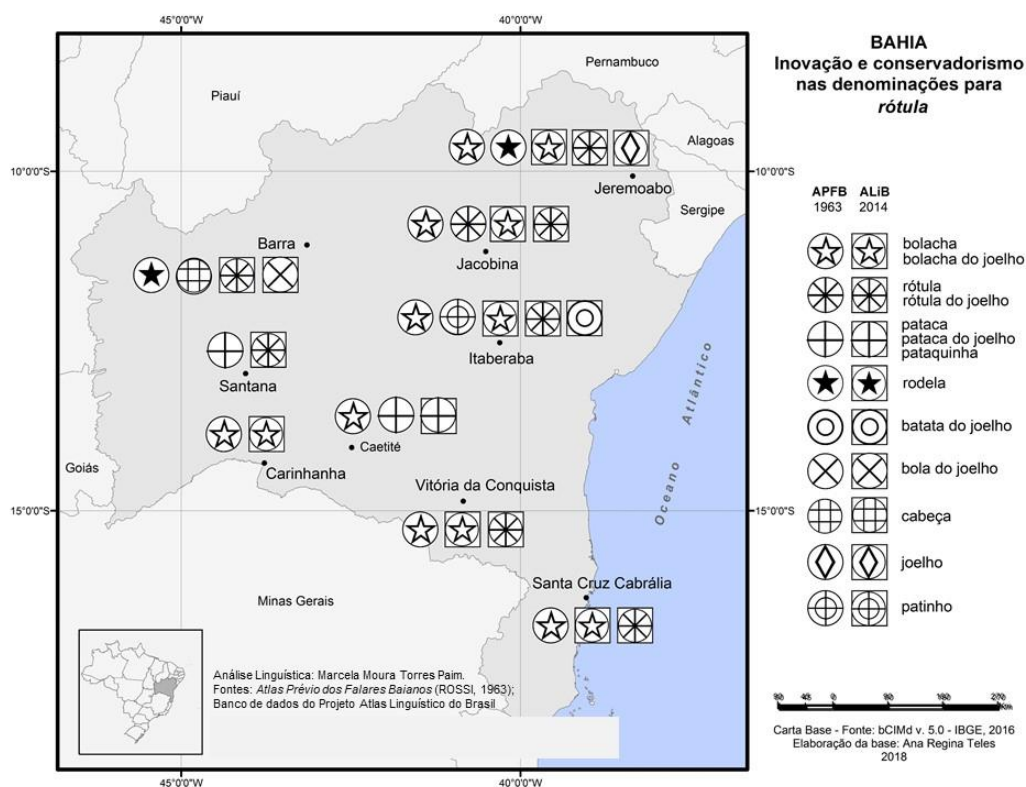 45°0'0"W
40°0'0"W
BAHIA
Inovação e conservadorismo
nas denominações para
rótula
Pernambuco
Piauí
Alagoas
10°0'0"S
10°0'0"S
Jeremoabo
Sergipe
APFB
ALiB
1963
2014
Barra
Jacobina
bolacha
bolacha do joelho
rótula
rótula do joelho
pataca
pataca do joelho
pataquinha
Itaberaba
Santana
rodela
Oceano Atlântico
batata do joelho
Caetité
Goiás
Carinhanha
bola do joelho
Vitória da Conquista
15°0'0"S
15°0'0"S
cabeça
joelho
Santa Cruz Cabrália
Minas Gerais
patinho
Análise Linguística: Marcela Moura Torres Paim.
Fontes: Atlas Prévio dos Falares Baianos (ROSSI, 1963);
Banco de dados do Projeto Atlas Linguístico do Brasil
90 45 0 90 180 270
Km
Carta Base - Fonte: bCIMd v. 5.0 - IBGE, 2016
Elaboração da base: Ana Regina Teles
2018
45°0'0"W
40°0'0"W